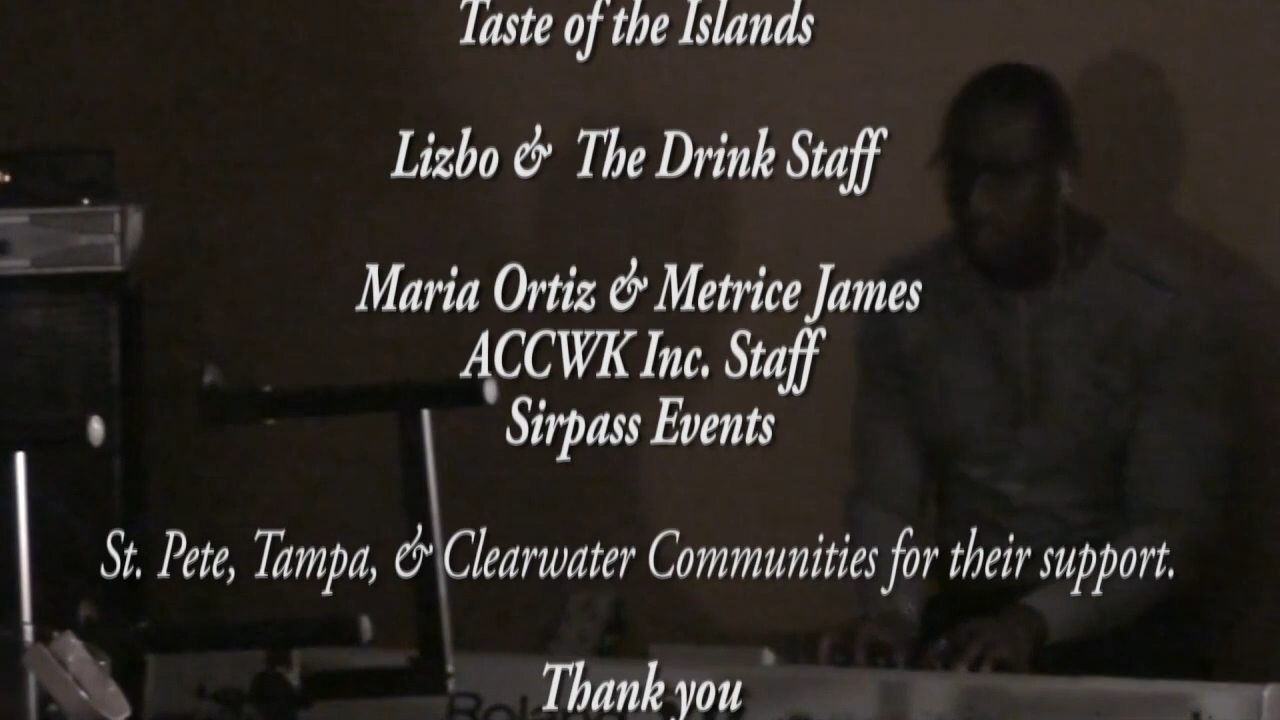 Taste of the Islands
Lizbo & The Drink Staff
Maria Ortiz & Metrice James
ACCWK Inc. Staff
Sirpass Events
St. Pete, Tampa, & Clearwater Communities for their support.
Thank you
Roland